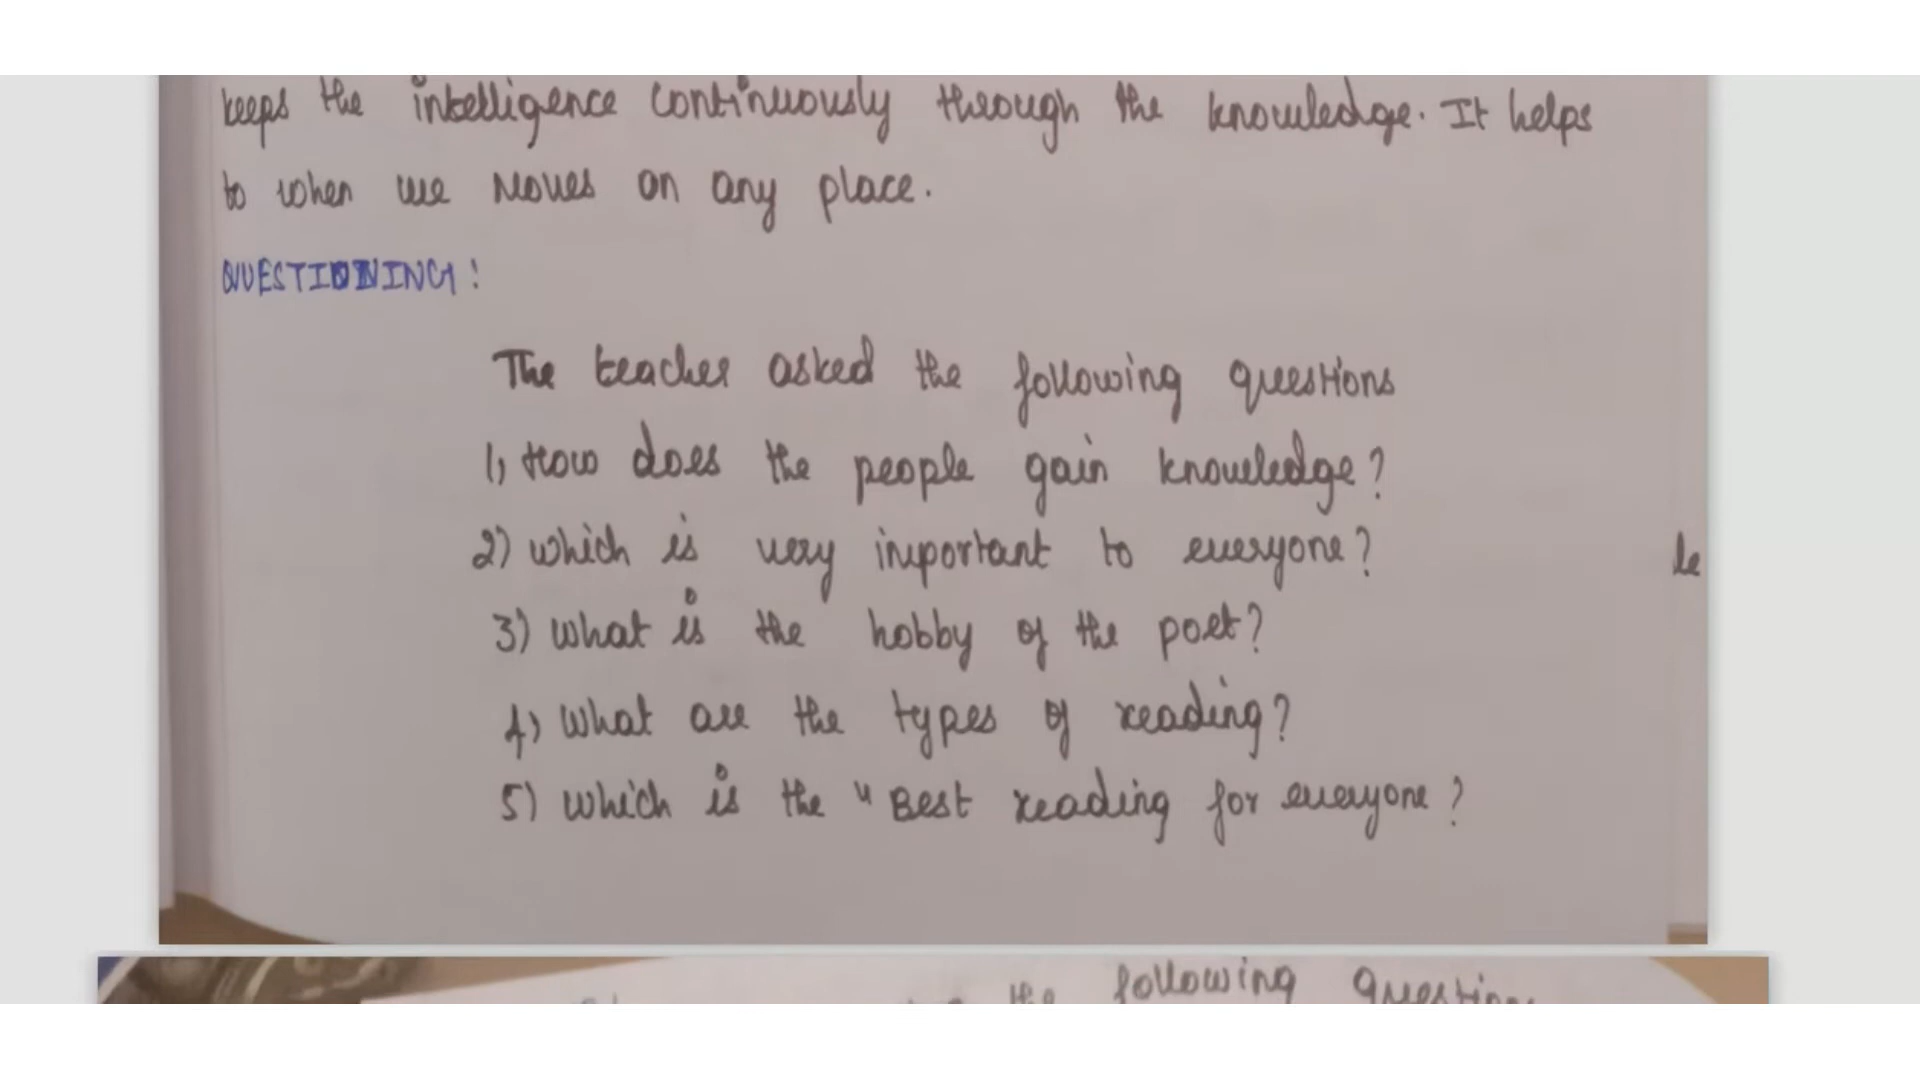 keeps the intelligence continuously through the knowledge. It helps
to when we moves on any place.
QUESTIONING:
The teacher asked the following questions
1) How does the people gain knowledge?
2) which is very important to everyone?
le
3) what is the hobby of the poet?
4) what are the types of reading?
5) which is the "Best reading for everyone?
the following question